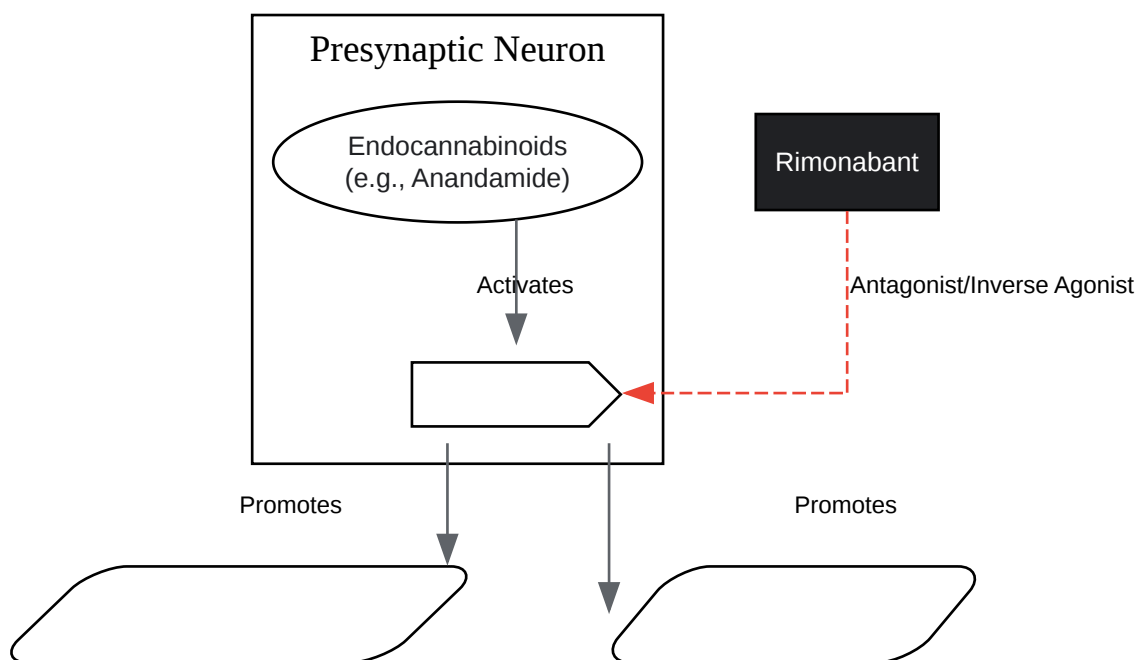 Presynaptic Neuron
Endocannabinoids
(e.g., Anandamide)
Rimonabant
Activates
Antagonist/Inverse Agonist
Promotes
Promotes